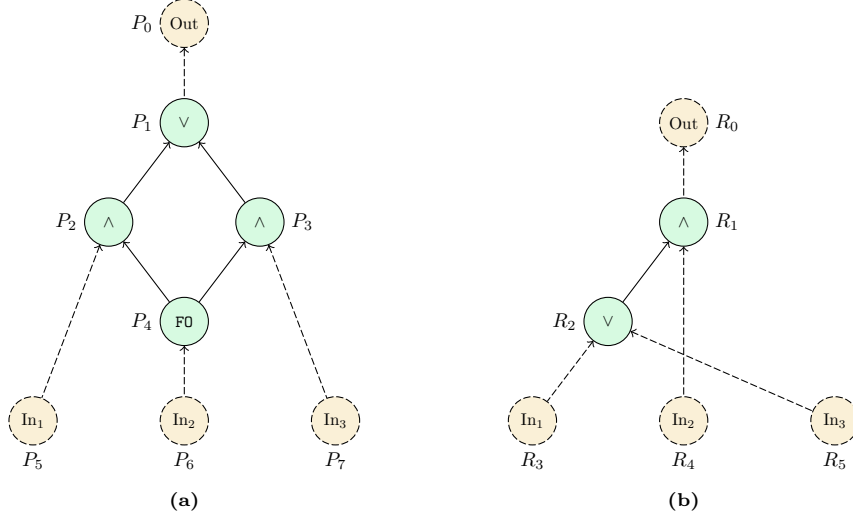 P₀ Out
P₁ ∨
Out R₀
P₂ ∧
∧ P₃
∧ R₁
P₄ FO
R₂ ∨
In₁
In₂
In₃
In₁
In₂
In₃
P₅
P₆
P₇
R₃
R₄
R₅
(a)
(b)